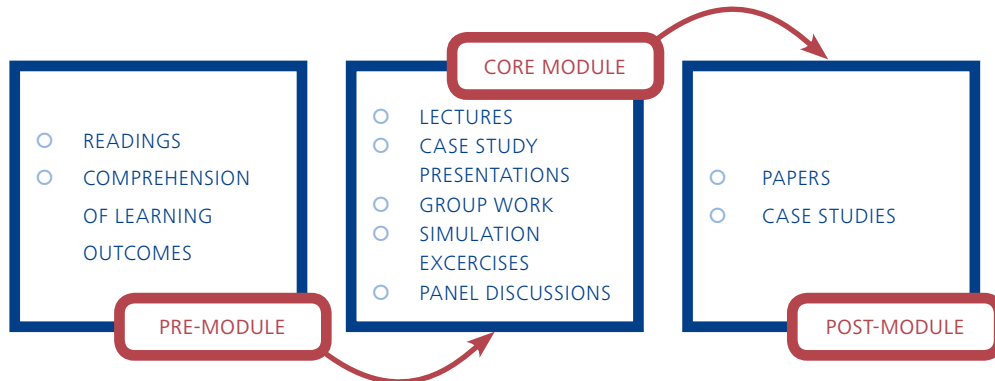 READINGS
COMPREHENSION
OF LEARNING
OUTCOMES
PRE-MODULE
CORE MODULE
LECTURES
CASE STUDY
PRESENTATIONS
GROUP WORK
SIMULATION
EXCERCISES
PANEL DISCUSSIONS
PAPERS
CASE STUDIES
POST-MODULE